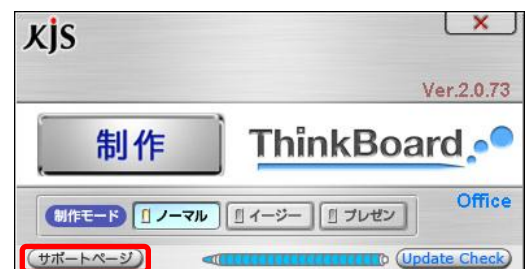 KJS
Ver.2.0.73
制作 ThinkBoard
Office
制作モード ノーマル イージー プレゼン
サポートページ Update Check